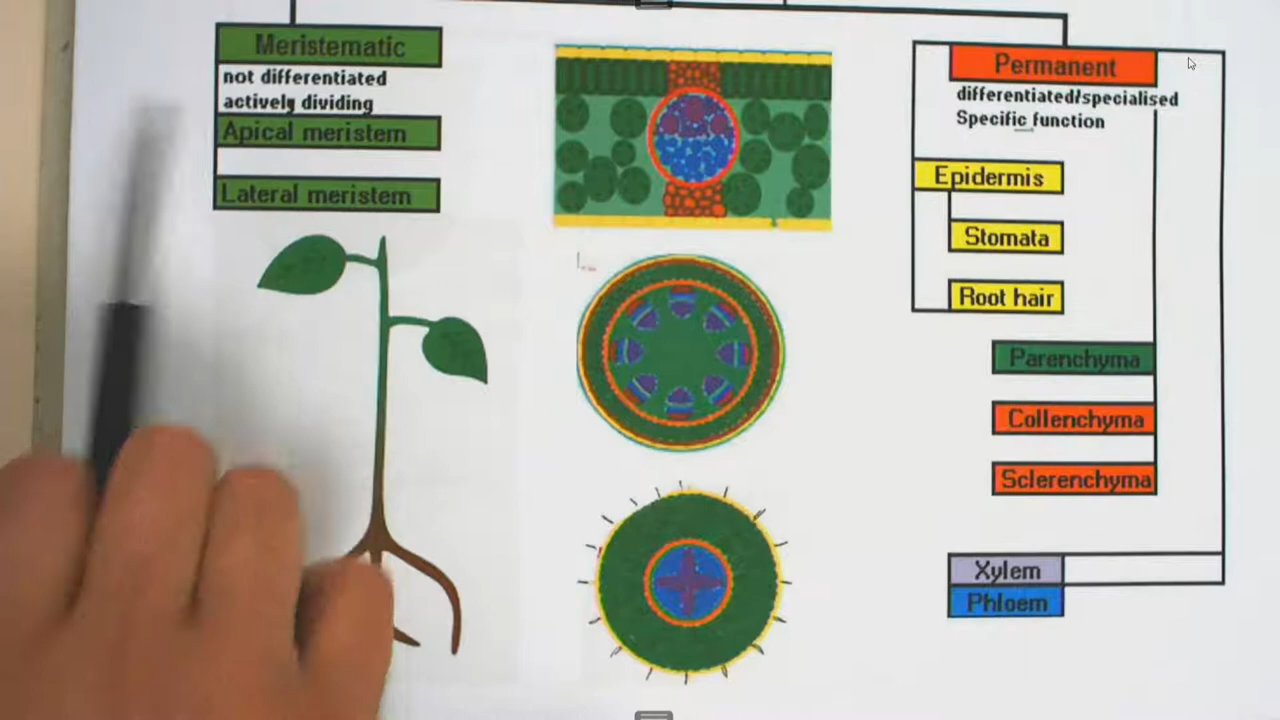 Meristematic
not differentiated
actively dividing
Apical meristem
Lateral meristem
Permanent
differentiated/specialised
Specific function
Epidermis
Stomata
Root hair
Parenchyma
Collenchyma
Sclerenchyma
Xylem
Phloem